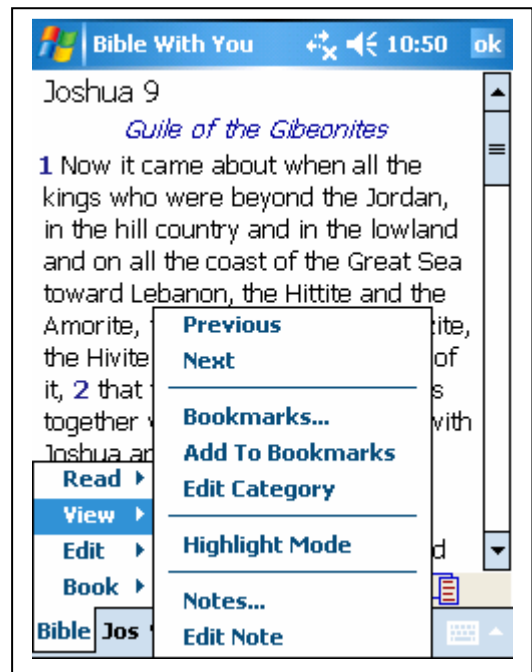 Bible With You 10:50 ok
Joshua 9
Guile of the Gibeonites
1 Now it came about when all the
kings who were beyond the Jordan,
in the hill country and in the lowland
and on all the coast of the Great Sea
toward Lebanon, the Hittite and the
Amorite,
the Hivite of
it, 2 that
together with
Joshua
Previous
Next
Bookmarks...
Add To Bookmarks
Edit Category
Highlight Mode
Notes...
Edit Note
Read
View
Edit
Book
Bible Jos